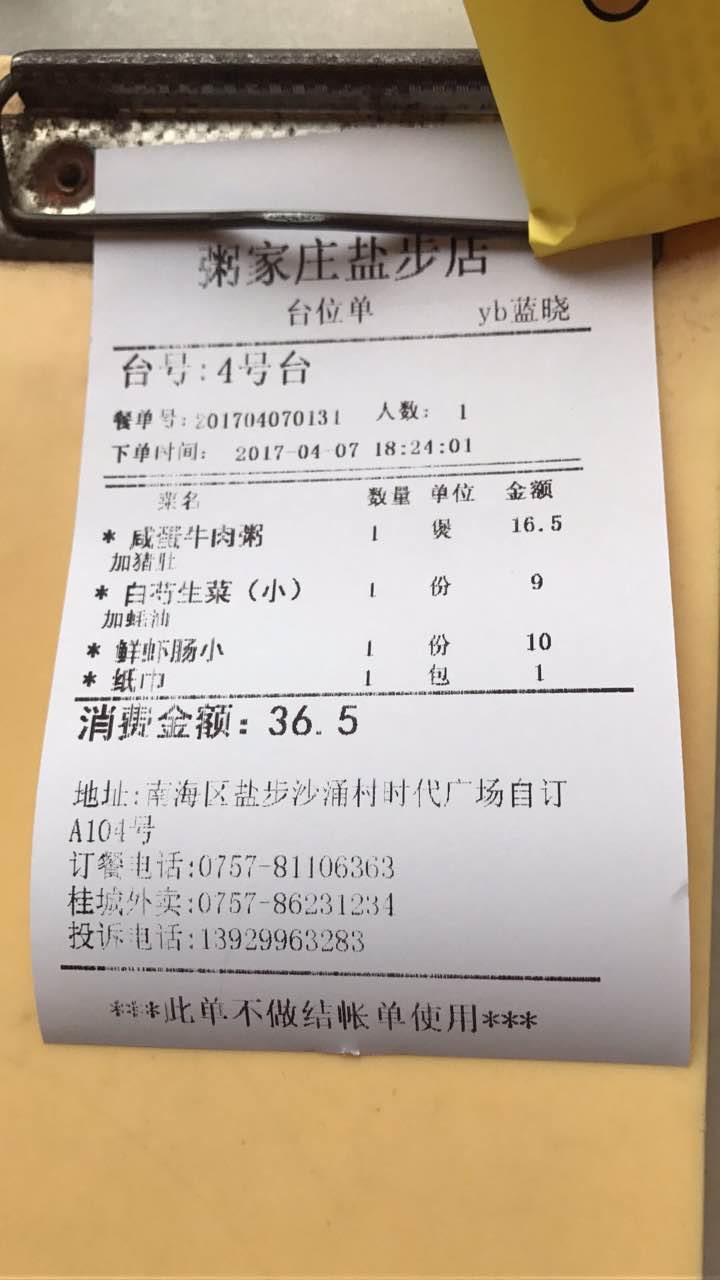 粥家庄盐步店
台位单 yb蓝晓
台号:4号台
餐单号:201704070131 人数: 1
下单时间: 2017-04-07 18:24:01
菜名 数量 单位 金额
* 咸蛋牛肉粥 1 煲 16.5
加猪肚
* 白芍生菜（小） 1 份 9
加蚝油
* 鲜虾肠小 1 份 10
* 纸巾 1 包 1
消费金额: 36.5
地址:南海区盐步沙涌村时代广场自订
A104号
订餐电话:0757-81106363
桂城外卖:0757-86231234
投诉电话:13929963283
***此单不做结帐单使用***